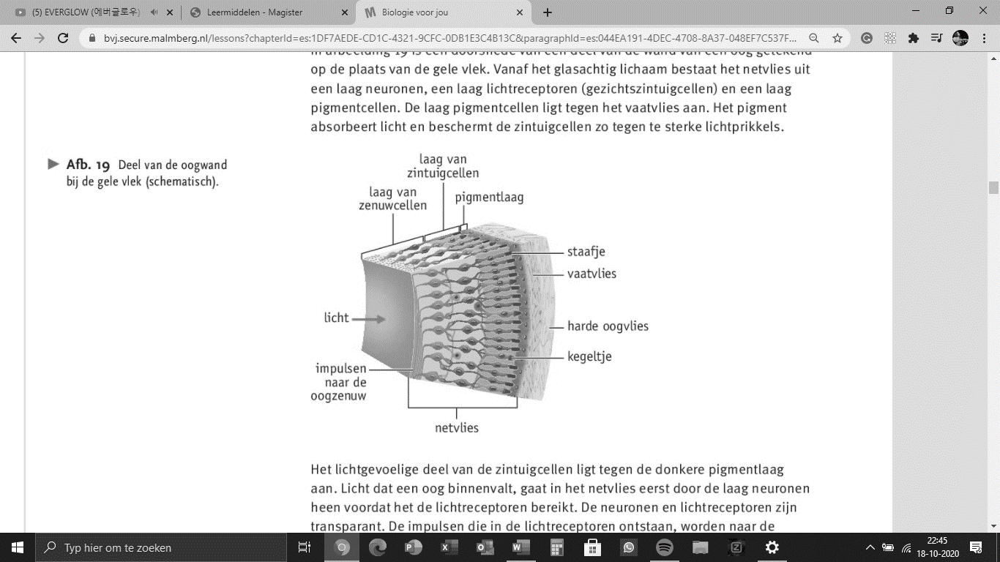 (5) EVERGLOW (에버글로우)
Leermiddelen - Magister
Biologie voor jou
bvj.secure.malmberg.nl/lessons?chapterId=es:1DF7AEDE-CD1C-4321-9CFC-0DB1E3C4B13C&paragraphId=es:044EA191-4DEC-4708-8A37-048EF7C537F...
in afbeelding 19 is een doorsnede van een deel van de wand van een oog getekend
op de plaats van de gele vlek. Vanaf het glasachtig lichaam bestaat het netvlies uit
een laag neuronen, een laag lichtreceptoren (gezichtszintuigcellen) en een laag
pigmentcellen. De laag pigmentcellen ligt tegen het vaatvlies aan. Het pigment
absorbeert licht en beschermt de zintuigcellen zo tegen te sterke lichtprikkels.
▶ Afb. 19 Deel van de oogwand
bij de gele vlek (schematisch).
laag van
zintuigcellen
laag van
zenuwcellen
pigmentlaag
staafje
vaatvlies
licht
harde oogvlies
kegeltje
impulsen
naar de
oogzenuw
netvlies
Het lichtgevoelige deel van de zintuigcellen ligt tegen de donkere pigmentlaag
aan. Licht dat een oog binnenvalt, gaat in het netvlies eerst door de laag neuronen
heen voordat het de lichtreceptoren bereikt. De neuronen en lichtreceptoren zijn
transparant. De impulsen die in de lichtreceptoren ontstaan, worden naar de
Typ hier om te zoeken
22:45
18-10-2020